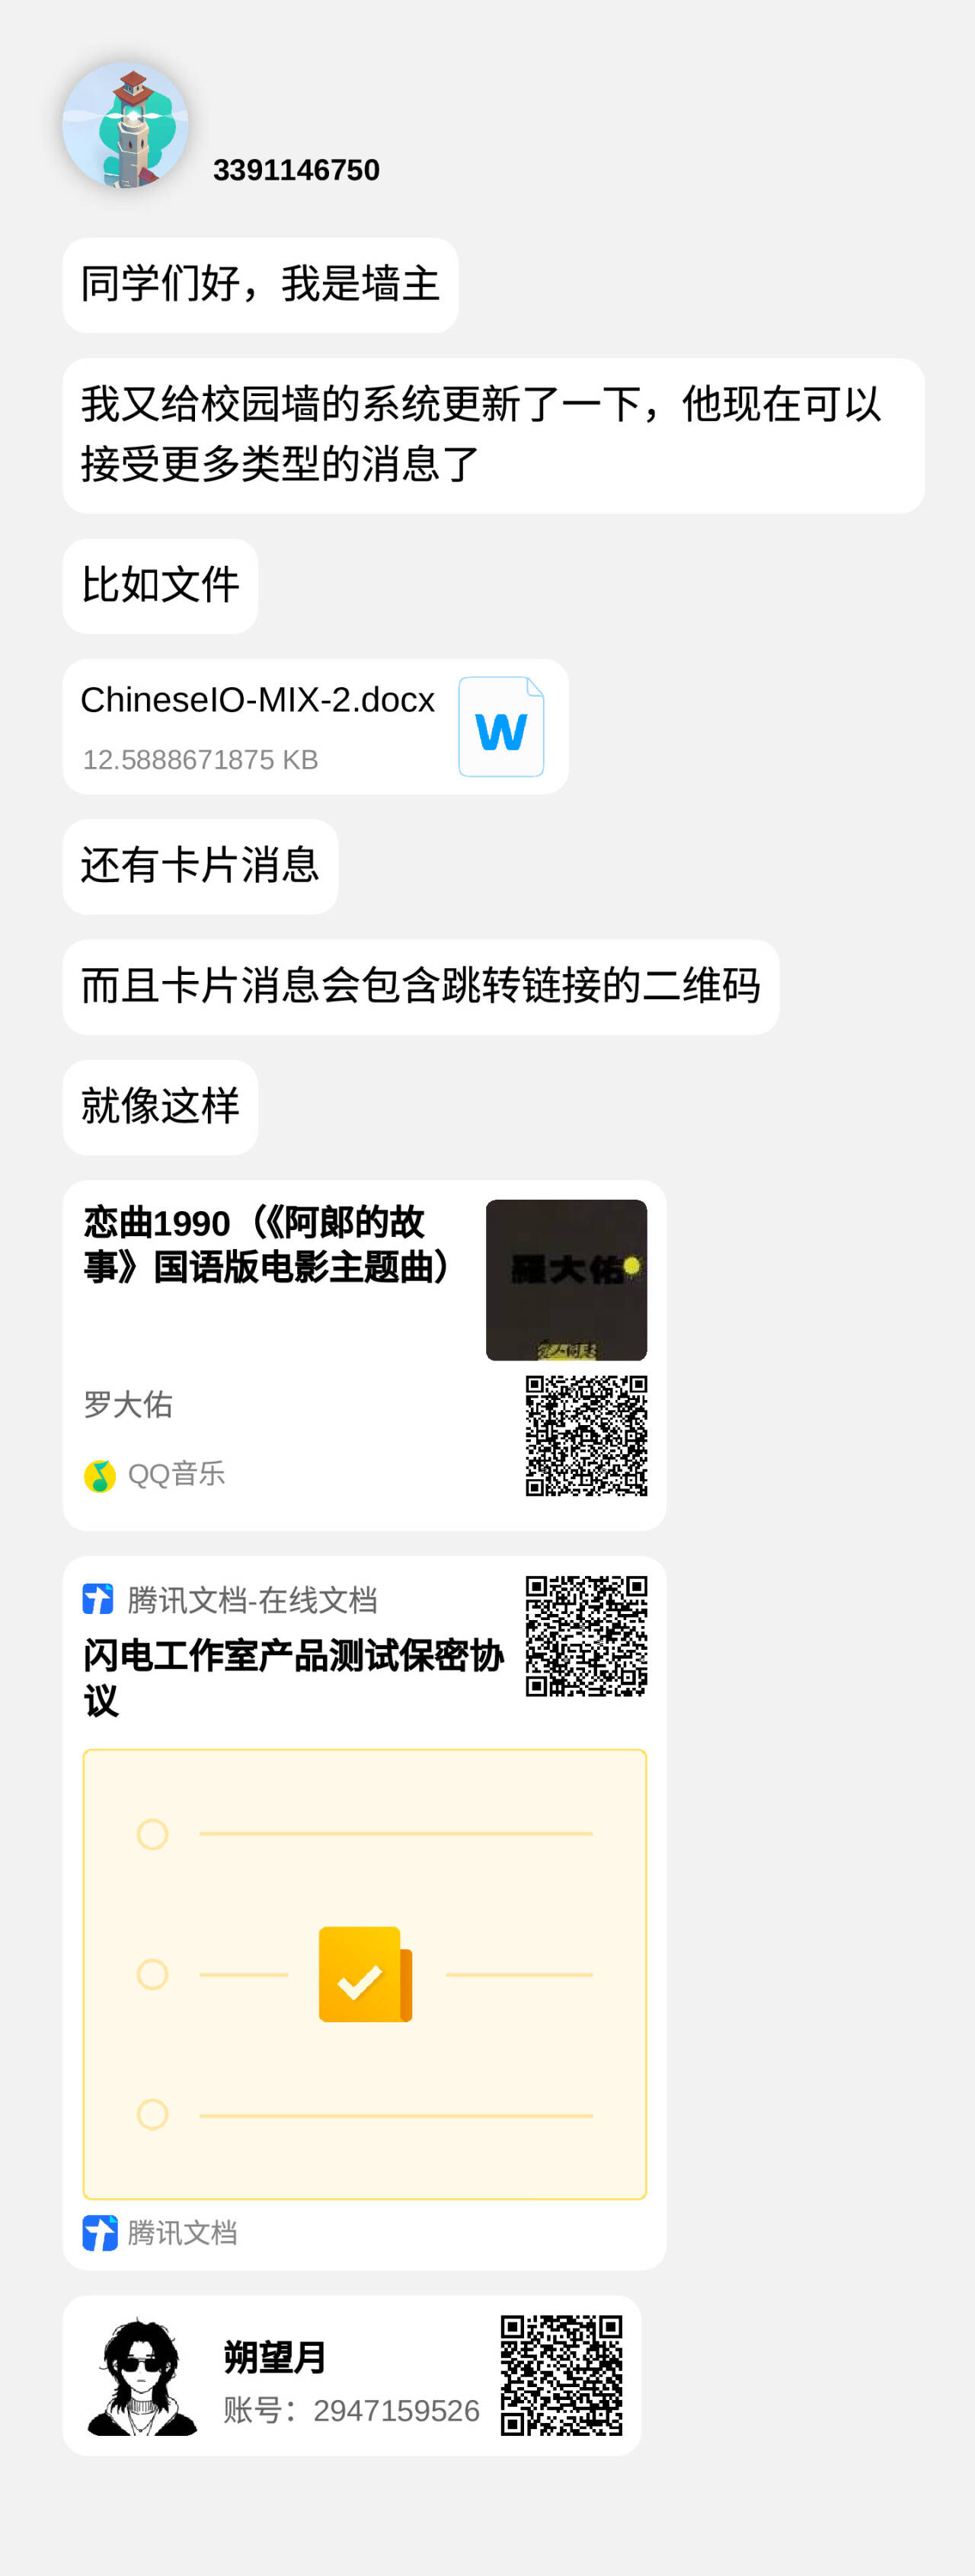 3391146750
同学们好，我是墙主
我又给校园墙的系统更新了一下，他现在可以
接受更多类型的消息了
比如文件
ChineseIO-MIX-2.docx
12.5888671875 KB
W
还有卡片消息
而且卡片消息会包含跳转链接的二维码
就像这样
恋曲1990（《阿郞的故
事》国语版电影主题曲）
羅大佑
罗大佑
QQ音乐
腾讯文档-在线文档
闪电工作室产品测试保密协
议
腾讯文档
朔望月
账号：2947159526